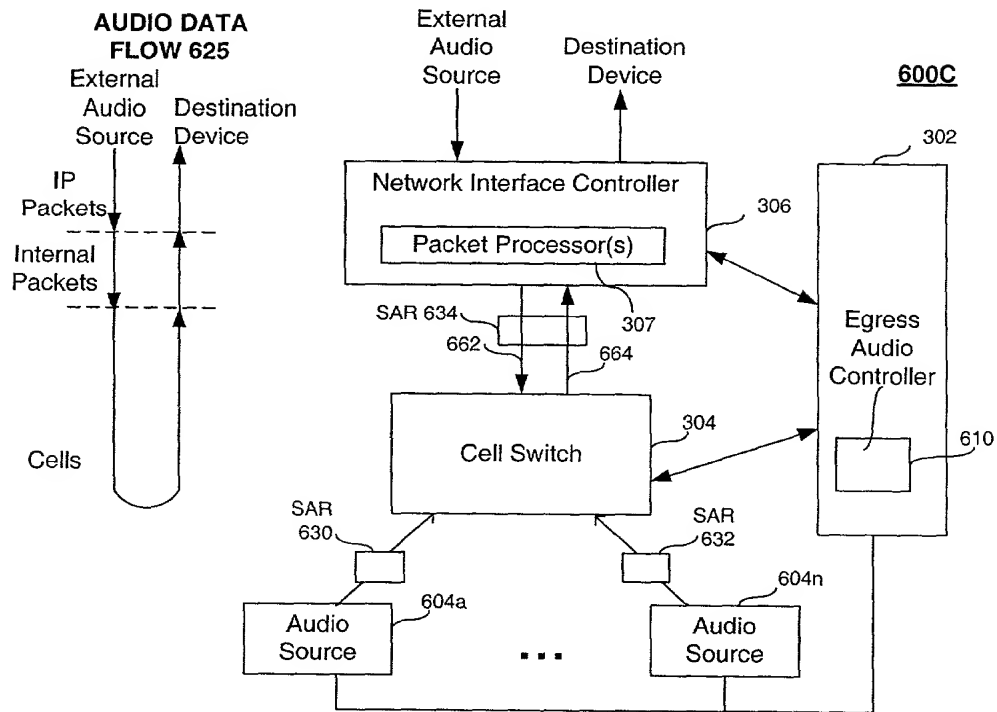 AUDIO DATA
FLOW 625
External
Audio
Source
Destination
Device
IP
Packets
Internal
Packets
Cells
External
Audio
Source
Destination
Device
600C
302
Network Interface Controller
306
Packet Processor(s)
307
SAR 634
662
664
Egress
Audio
Controller
610
Cell Switch
304
SAR
630
SAR
632
604a
Audio
Source
...
604n
Audio
Source